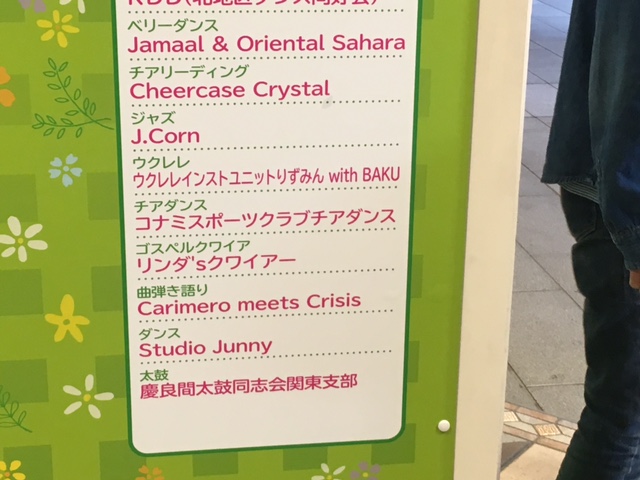 ベリーダンス
Jamaal & Oriental Sahara
チアリーディング
Cheercase Crystal
ジャズ
J.Corn
ウクレレ
ウクレレインストユニットりずみん with BAKU
チアダンス
コナミスポーツクラブチアダンス
ゴスペルクワイア
リンダ'sクワイアー
曲弾き語り
Carimero meets Crisis
ダンス
Studio Junny
太鼓
慶良間太鼓同志会関東支部